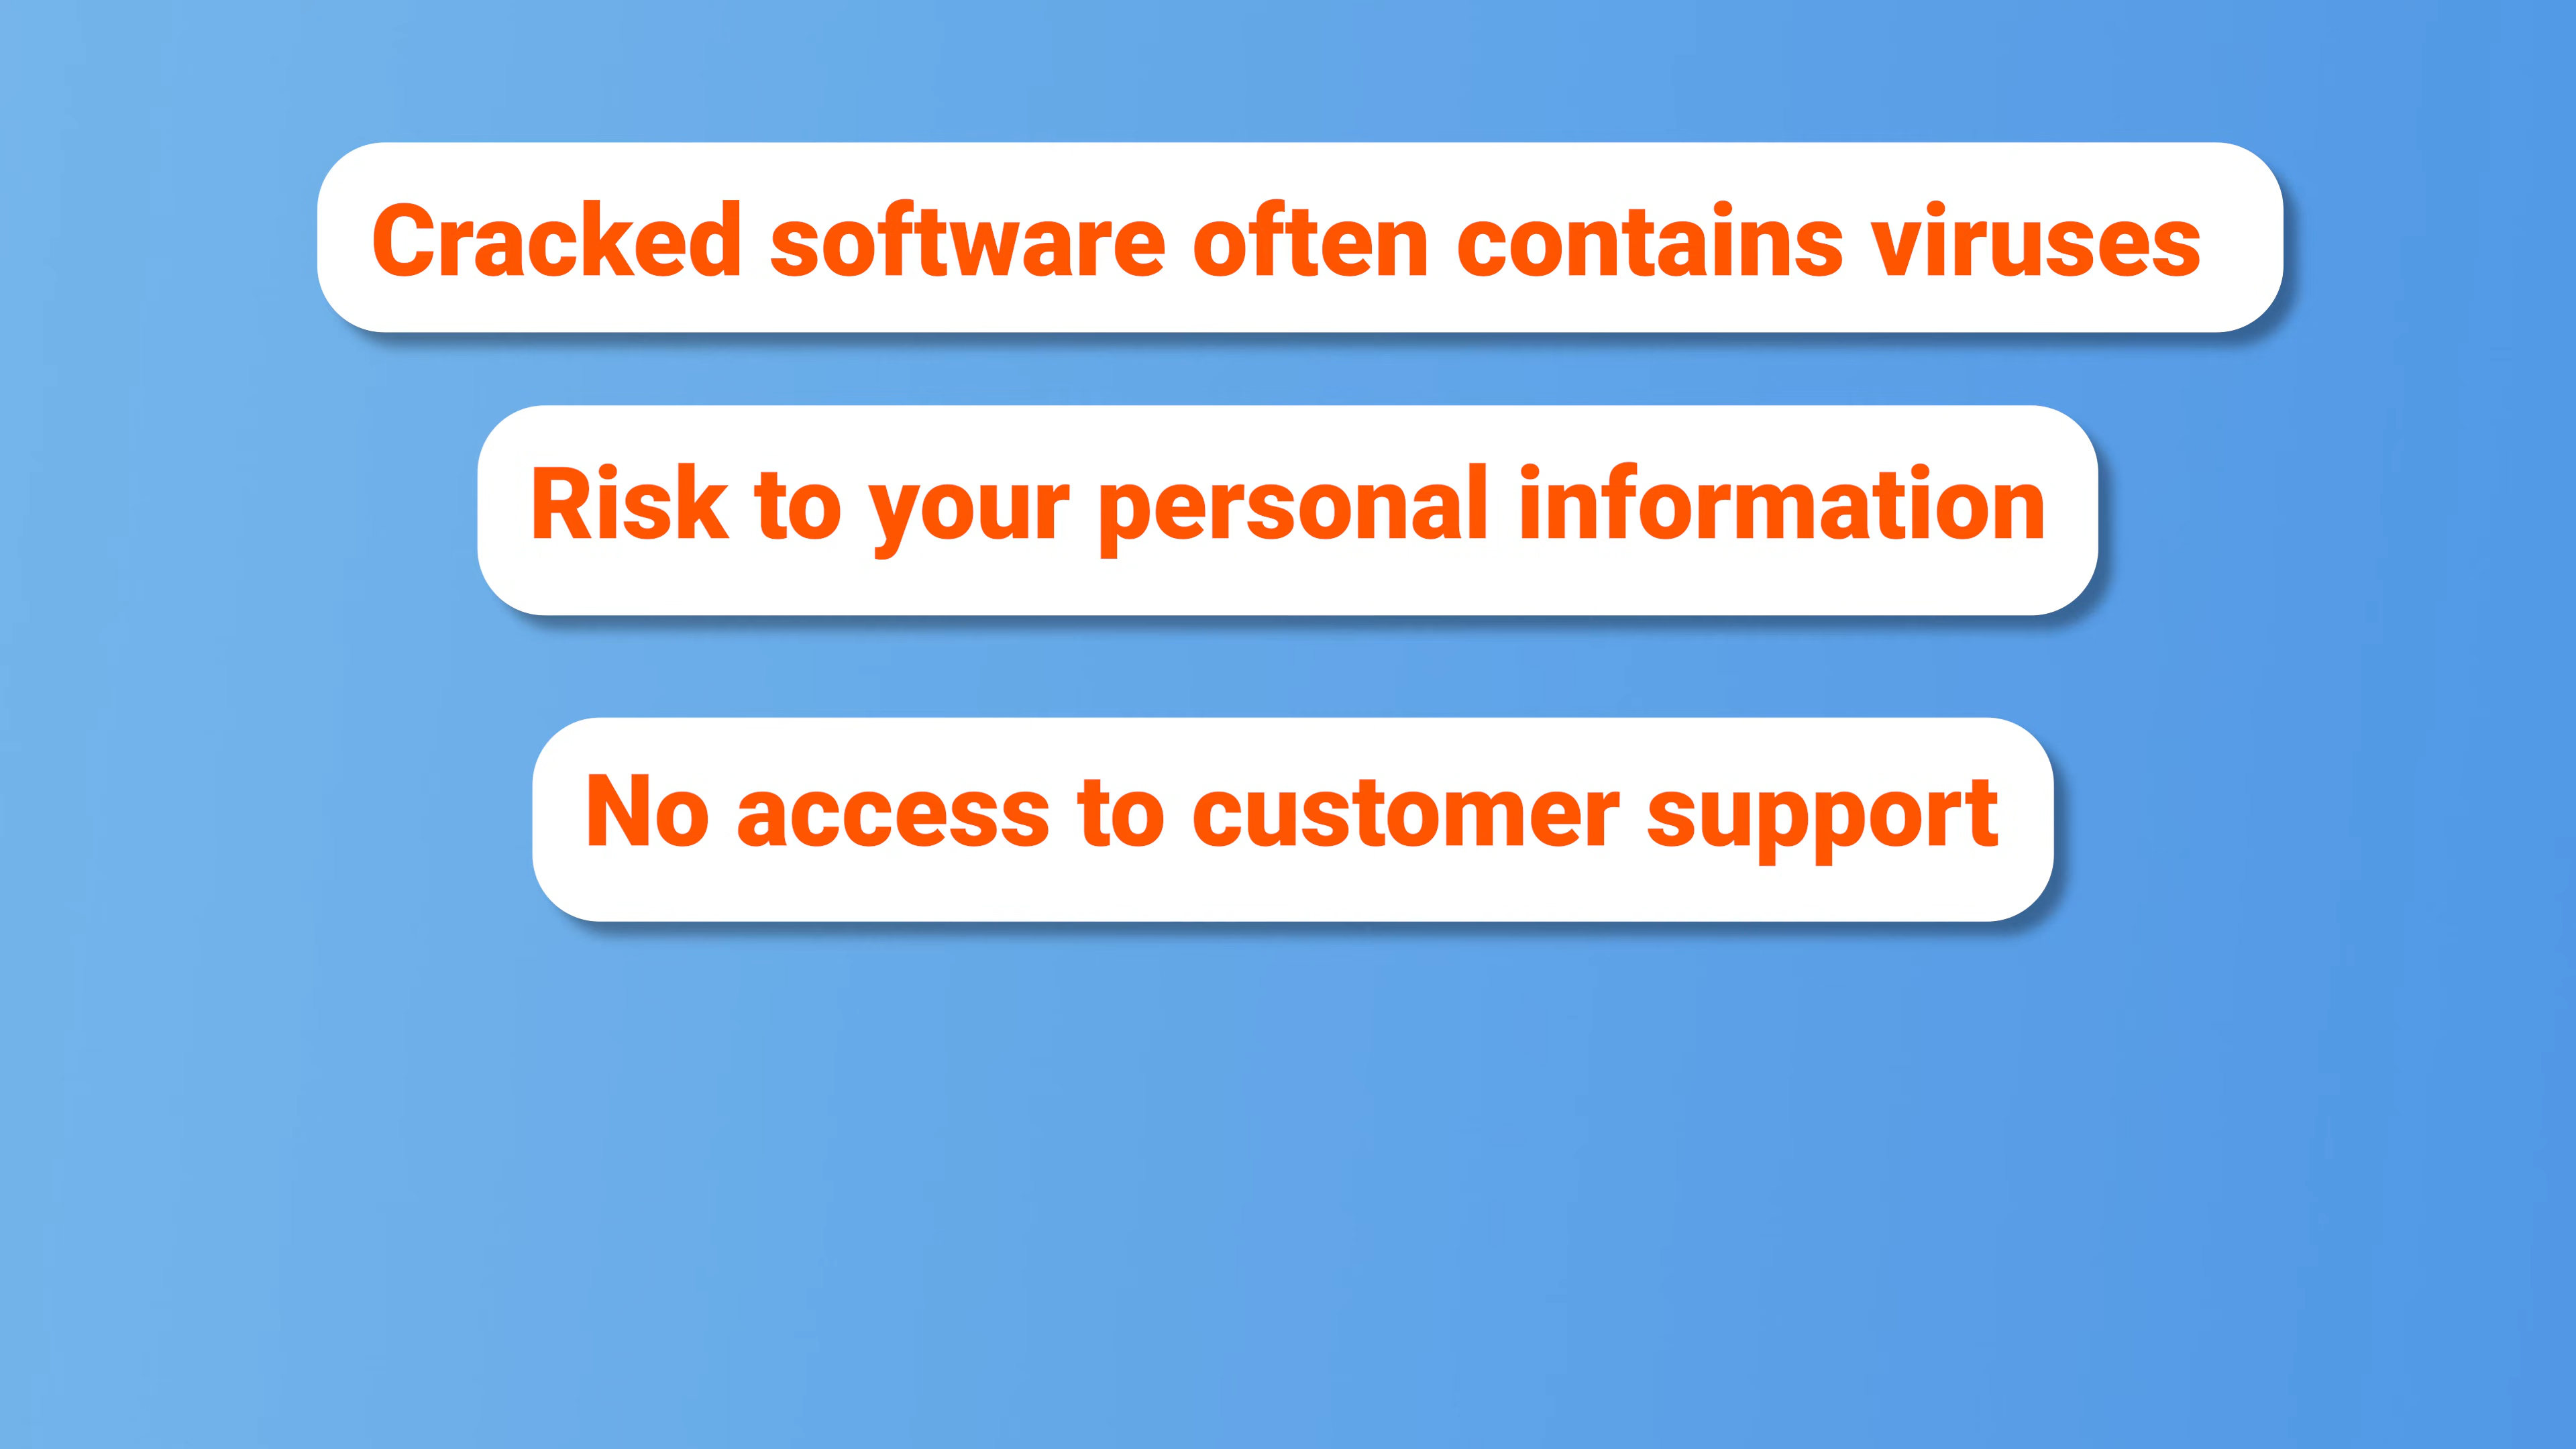 Cracked software often contains viruses
Risk to your personal information
No access to customer support